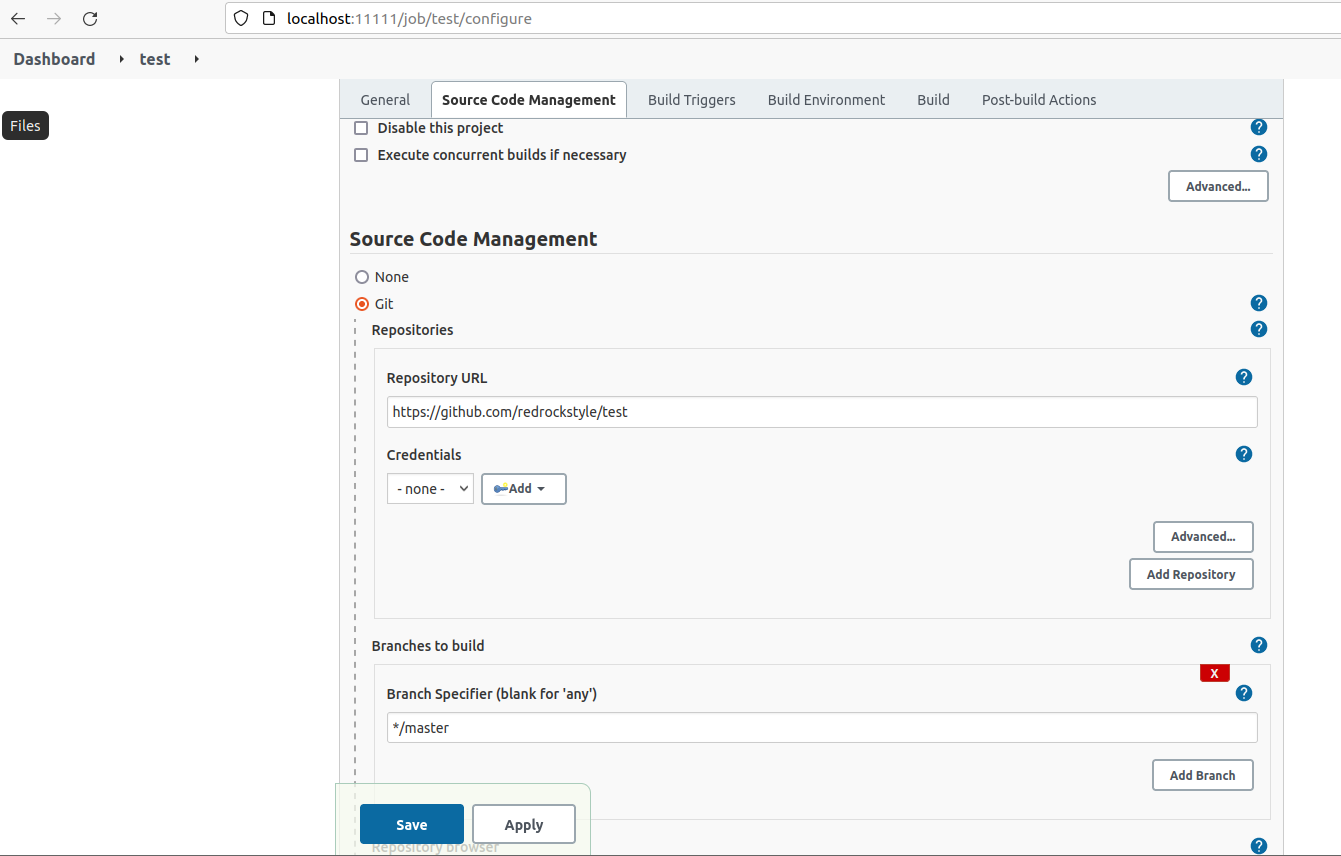 localhost:11111/job/test/configure
Dashboard test
General Source Code Management Build Triggers Build Environment Build Post-build Actions
Files
Disable this project ?
Execute concurrent builds if necessary ?
Advanced...
Source Code Management
None
Git ?
Repositories ?
Repository URL ?
https://github.com/redrockstyle/test
Credentials ?
- none - Add
Advanced...
Add Repository
Branches to build ?
X
Branch Specifier (blank for 'any') ?
*/master
Add Branch
Save Apply
Repository browser ?